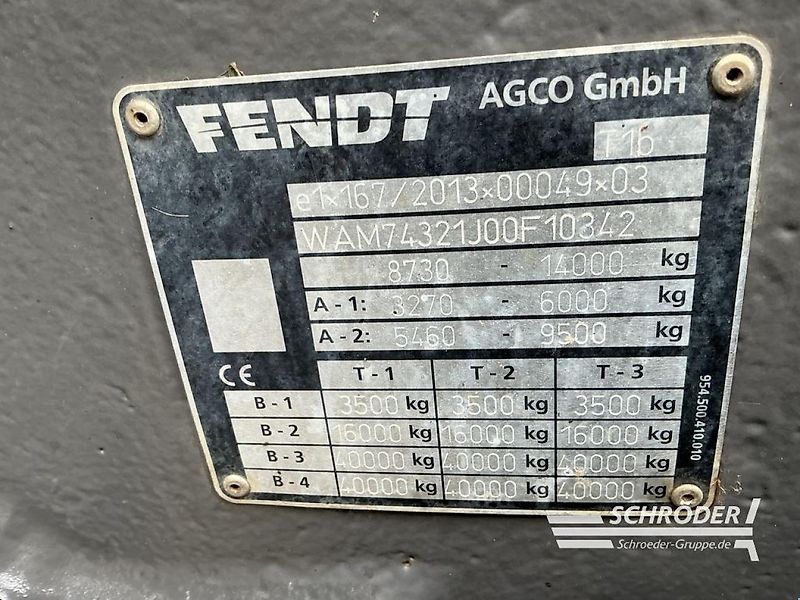 FENDT AGCO GmbH
T16
e1×167/2013×00049×03
WAM74321J00F10342
8730 - 14000 kg
A - 1: 3270 - 6000 kg
A - 2: 5460 - 9500 kg
CE
T - 1 T - 2 T - 3
B - 1 3500 kg 3500 kg 3500 kg
B - 2 16000 kg 16000 kg 16000 kg
B - 3 40000 kg 40000 kg 40000 kg
B - 4 40000 kg 40000 kg 40000 kg
954.500.410.010
SCHRÖDER
Schroeder-Gruppe.de